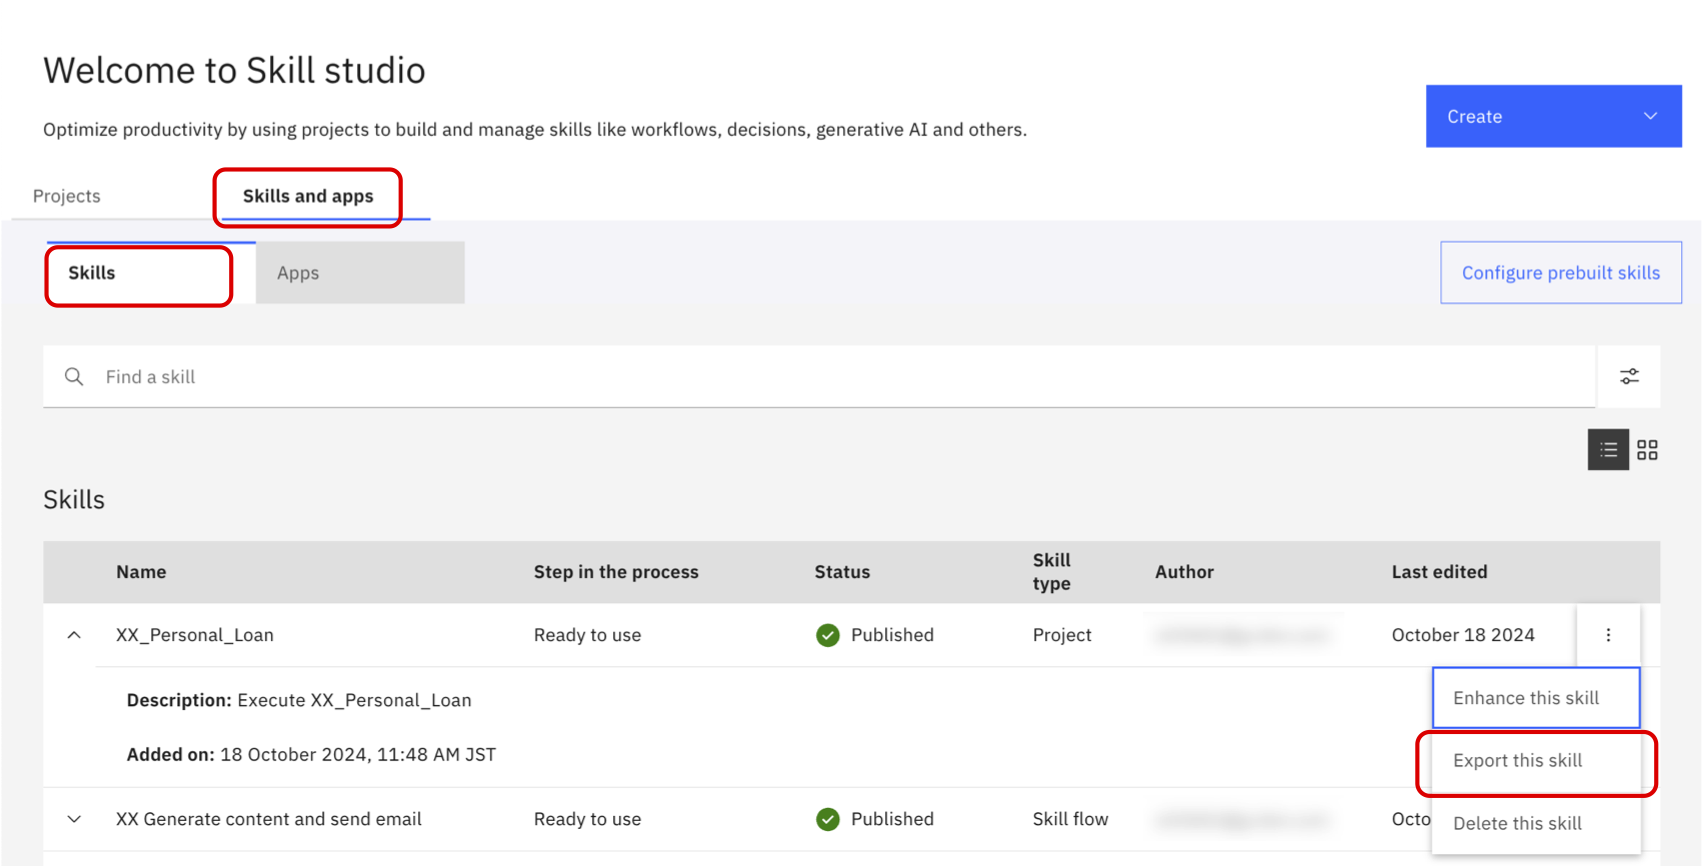 Welcome to Skill studio
Optimize productivity by using projects to build and manage skills like workflows, decisions, generative AI and others.
Create
Projects
Skills and apps
Skills
Apps
Configure prebuilt skills
Find a skill
Skills
Name Step in the process Status Skill type Author Last edited
XX_Personal_Loan Ready to use Published Project October 18 2024
Enhance this skill
Description: Execute XX_Personal_Loan
Added on: 18 October 2024, 11:48 AM JST
Export this skill
XX Generate content and send email Ready to use Published Skill flow Octo
Delete this skill